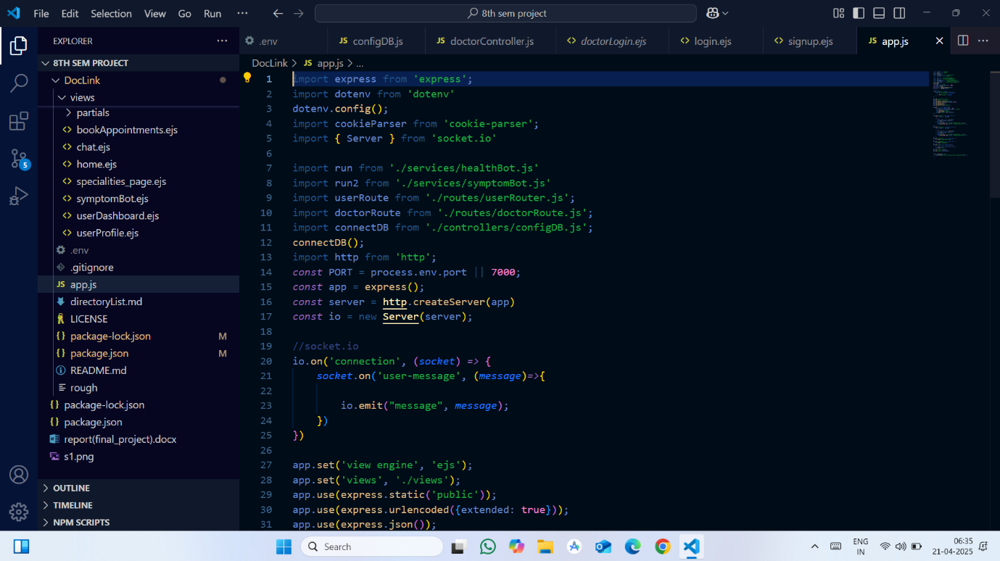 File Edit Selection View Go Run ··· 8th sem project
EXPLORER ···
8TH SEM PROJECT
DocLink
views
partials
bookAppointments.ejs
chat.ejs
home.ejs
specialities_page.ejs
symptomBot.ejs
userDashboard.ejs
userProfile.ejs
.env
.gitignore
JS app.js
directoryList.md
LICENSE
{} package-lock.json M
{} package.json M
README.md
rough
{} package-lock.json
{} package.json
report(final_project).docx
s1.png
OUTLINE
TIMELINE
NPM SCRIPTS
5
.env JS configDB.js JS doctorController.js <> doctorLogin.ejs <> login.ejs <> signup.ejs JS app.js
DocLink > JS app.js > ...
1 import express from 'express';
2 import dotenv from 'dotenv'
3 dotenv.config();
4 import cookieParser from 'cookie-parser';
5 import { Server } from 'socket.io'
6
7 import run from './services/healthBot.js'
8 import run2 from './services/symptomBot.js'
9 import userRoute from './routes/userRouter.js';
10 import doctorRoute from './routes/doctorRoute.js';
11 import connectDB from './controllers/configDB.js';
12 connectDB();
13 import http from 'http';
14 const PORT = process.env.port || 7000;
15 const app = express();
16 const server = http.createServer(app)
17 const io = new Server(server);
18
19 //socket.io
20 io.on('connection', (socket) => {
21 socket.on('user-message', (message)=>{
22
23 io.emit("message", message);
24 })
25 })
26
27 app.set('view engine', 'ejs');
28 app.set('views', './views');
29 app.use(express.static('public'));
30 app.use(express.urlencoded({extended: true}));
31 app.use(express.json());
Search
ENG
IN
06:35
21-04-2025